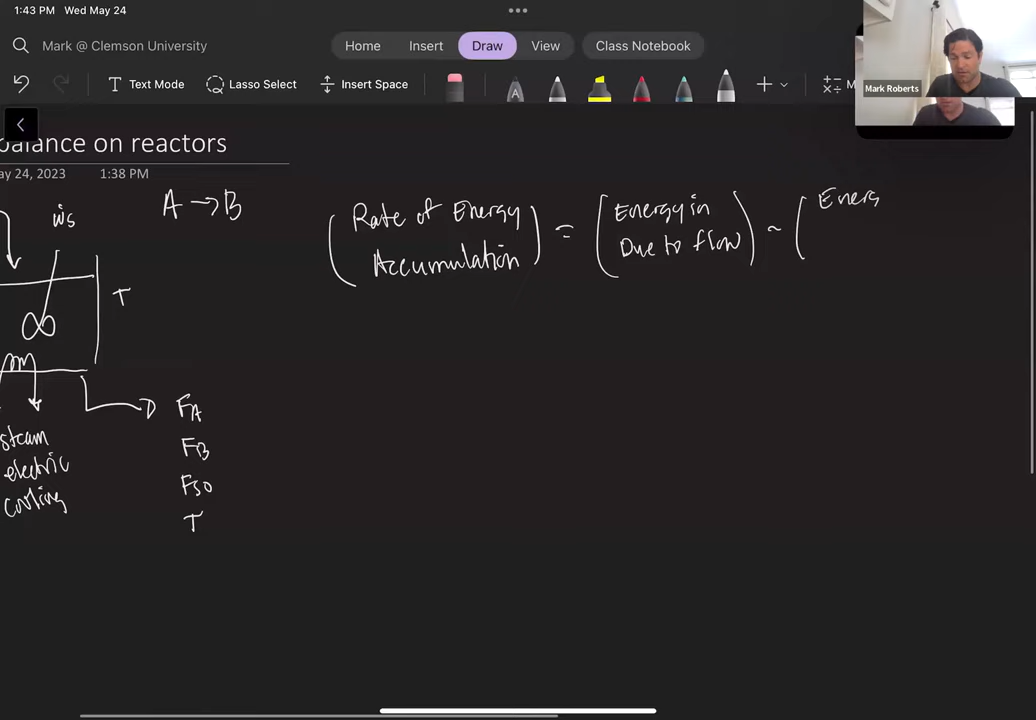 1:43 PM Wed May 24
Mark @ Clemson University
Home Insert Draw View Class Notebook
Text Mode Lasso Select Insert Space A M
Mark Roberts
balance on reactors
ay 24, 2023 1:38 PM
ẇs
A → B
Rate of Energy
Accumulation
=
Energy in
Due to flow
-
Energ
T
steam
electric
cooling
FA
FB
FS0
T